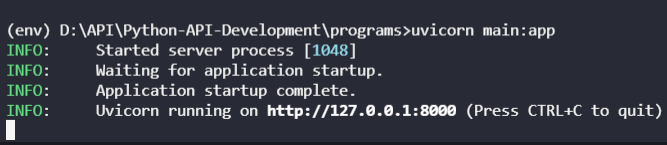 (env) D:\API\Python-API-Development\programs>uvicorn main:app
INFO:     Started server process [1048]
INFO:     Waiting for application startup.
INFO:     Application startup complete.
INFO:     Uvicorn running on http://127.0.0.1:8000 (Press CTRL+C to quit)